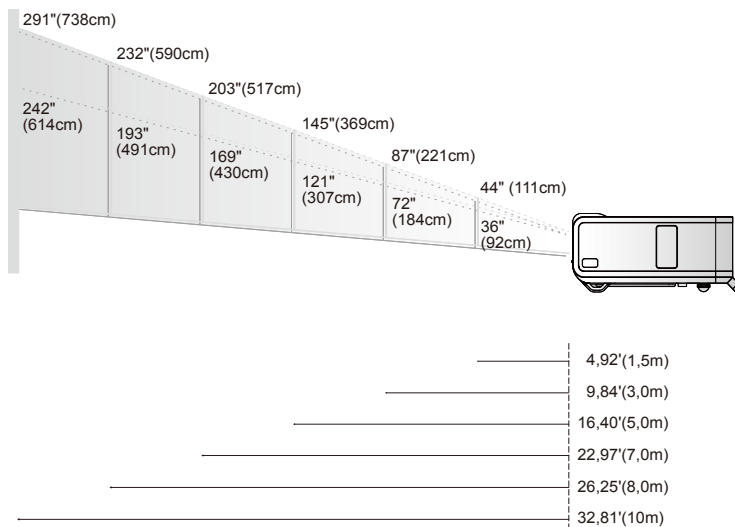 291"(738cm)
232"(590cm)
203"(517cm)
145"(369cm)
87"(221cm)
44" (111cm)
242"
(614cm)
193"
(491cm)
169"
(430cm)
121"
(307cm)
72"
(184cm)
36"
(92cm)
4,92'(1,5m)
9,84'(3,0m)
16,40'(5,0m)
22,97'(7,0m)
26,25'(8,0m)
32,81'(10m)